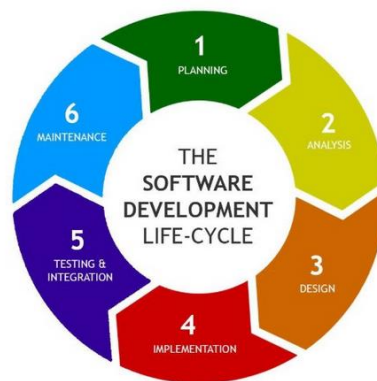 THE
SOFTWARE
DEVELOPMENT
LIFE-CYCLE
1
PLANNING
2
ANALYSIS
3
DESIGN
4
IMPLEMENTATION
5
TESTING &
INTEGRATION
6
MAINTENANCE